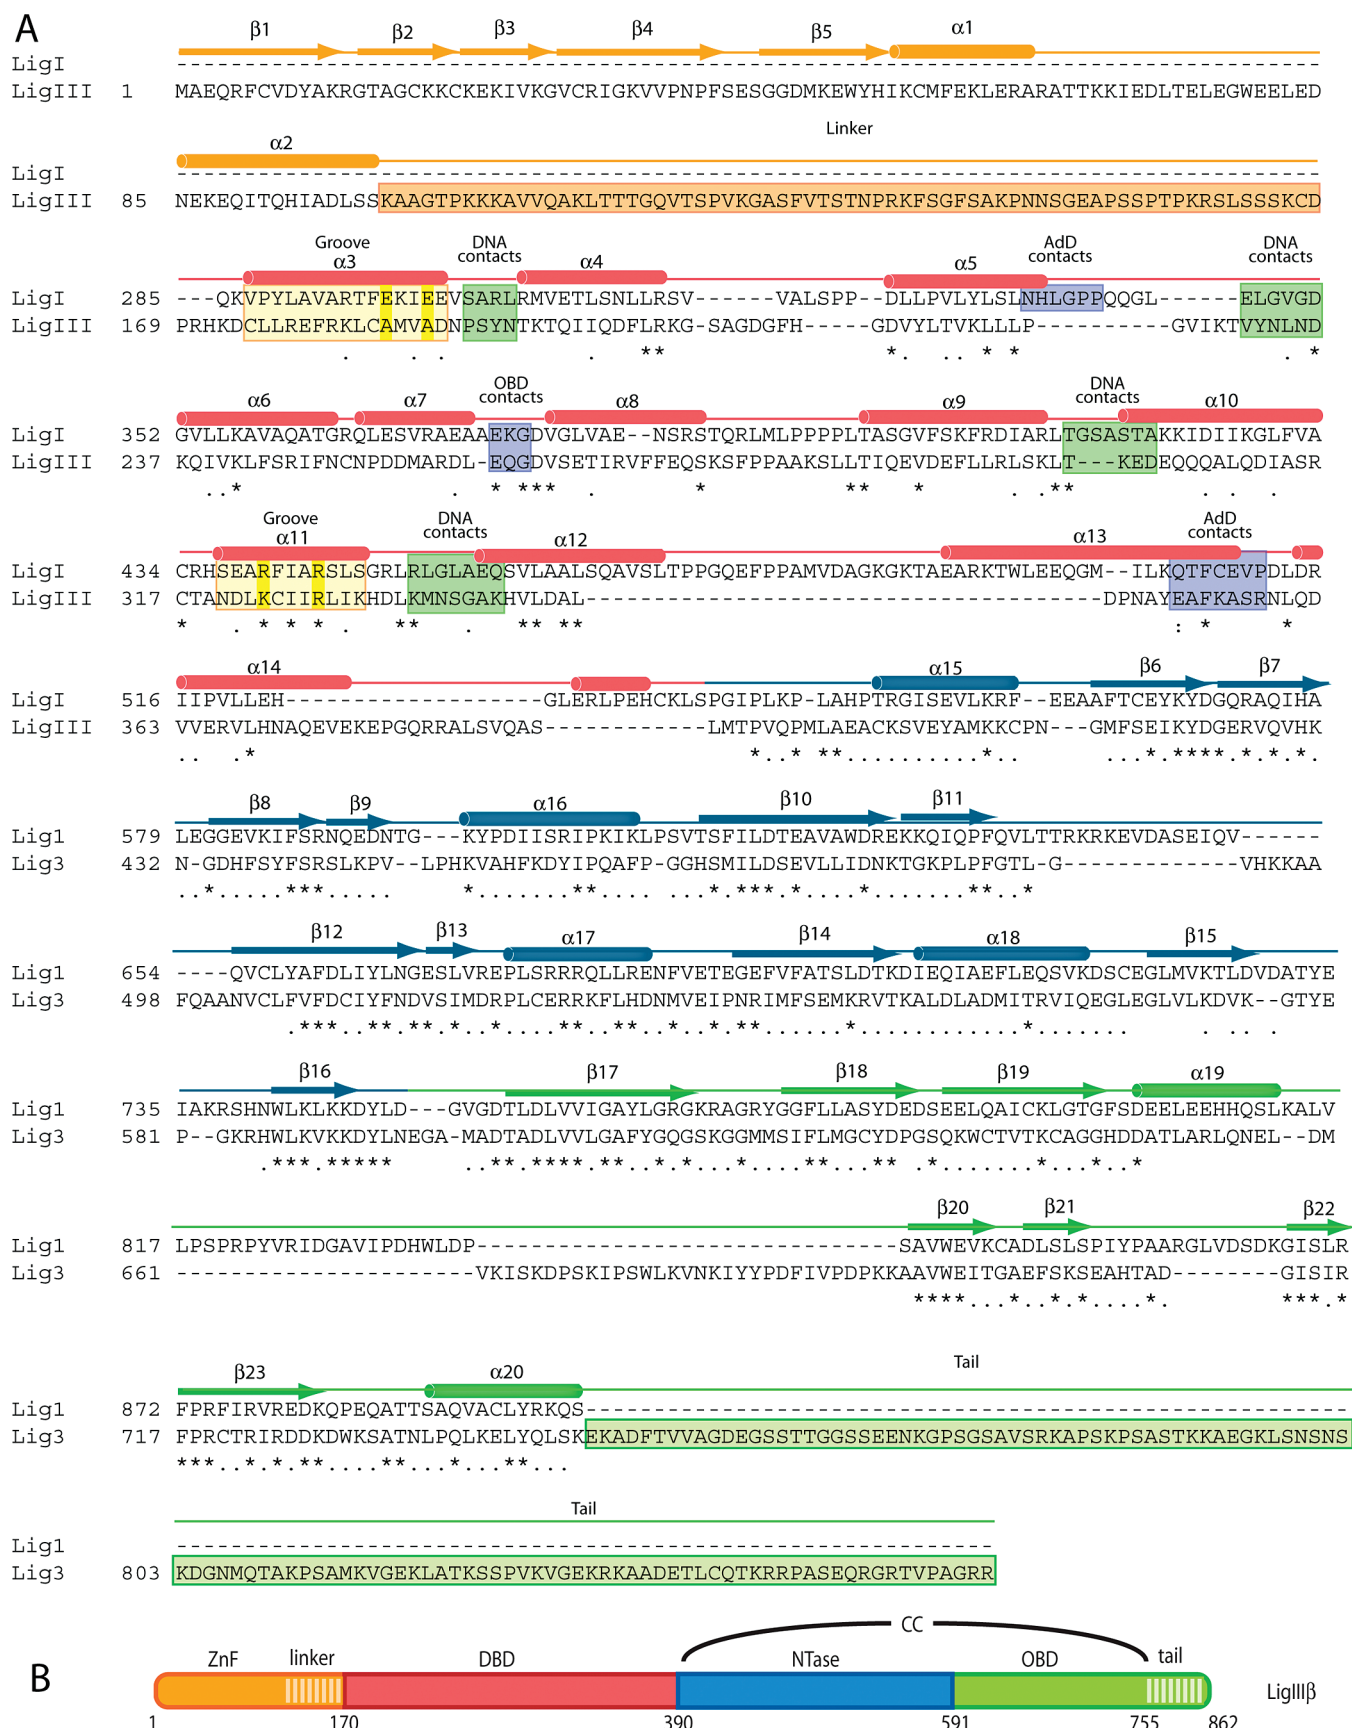 A
β1 β2 β3 β4 β5 α1
LigI --------------------------------------------------------------------------------
LigIII 1 MAEQRFCVDYAKRGTAGCKKCKEKIVKGVCRIGKVVPNPFSESGGDMKEWYHIKCMFEKLERARATTKKIEDLTELEGWEELED
α2 Linker
LigI --------------------------------------------------------------------------------
LigIII 85 NEKEQITQHIADLSSKAAGTPKKKAVVQAKLTTTGQVTSPVKGASFVTSTNPRKFSGFSAKPNNSGEAPSSPTPKRSLSSSKCD
Groove DNA contacts AdD contacts DNA contacts
α3 α4 α5
LigI 285 ---QKVPYLAVARTFEKIEEVSARLRMVETLSNLLRSV------VALSPP--DLLPVLYLSLNHLGPPQQGL------ELGVGD
LigIII 169 PRHKDCLLREFRKLCAMVADNPSYNTKTQIIQDFLRKG-SAGDGFH-----GDVYLTVKLLLP----------GVIKTVYNLND
. . . . ** *. .. * * . *
OBD contacts DNA contacts
α6 α7 α8 α9 α10
LigI 352 GVLLKAVAQATGRQLESVRAEAAEKGDVGLVAE--NSRSTQRLMLPPPPLTASGVFSKFRDIARLTGSASTAKKIDIIKGLFVA
LigIII 237 KQIVKLFSRIFNCNPDDMARDL-EQGDVSETIRVFFEQSKSFPPAAKSLLTIQEVDEFLLRLSKLT---KEDEQQQALQDIASR
..* . * *** . * ** * . .** . . .
Groove DNA contacts AdD contacts
α11 α12 α13
LigI 434 CRHSEARFIARSLSGRLRLGLAEQSVLAALSQAVSLTPPGQEFPPAMVDAGKGKTAEARKTWLEEQGM--ILKQTFCEVPDLDR
LigIII 317 CTANDLKCIIRLIKHDLKMNSGAKHVLDAL--------------------------------------DPNAYEAFKASRNLQD
* . * * * . ** . ** ** : * *
α14 α15 β6 β7
LigI 516 IIPVLLEH-------------------GLERLPEHCKLSPGIPLKP-LAHPTRGISEVLKRF--EEAAFTCEYKYDGQRAQIHA
LigIII 363 VVERVLHNAQEVEKEPGQRRALSVQAS------------LMTPVQPMLAEACKSVEYAMKKCPN---GMFSEIKYDGERVQVHK
.. .* *..* **..........*.. ...*.****.*.*.*.
β8 β9 α16 β10 β11
Lig1 579 LEGGEVKIFSRNQEDNTG---KYPDIISRIPKIKLPSVTSFILDTEAVAWDREKKQIQPFQVLTTRKRKEVDASEIQV------
Lig3 432 N-GDHFSYFSRSLKPV--LPHKVAHFKDYIPQAFP-GGHSMILDSEVLLIDNKTGKPLPFGTL-G-------------VHKKAA
..*.....***..... *.......**..... ...*.***.*....*.......**..*
β12 β13 α17 β14 α18 β15
Lig1 654 ----QVCLYAFDLIYLNGESLVREPLSRRRQLLRENFVETEGEFVFATSLDTKDIEQIAEFLEQSVKDSCEGLMVKTLDVDATYE
Lig3 498 FQAANVCLFVFDCIYFNDVSIMDRPLCERRKFLHDNMVEIPNRIMFSEMKRVTKALDLADMITRVIQEGLEGLVLKDVK--GTYE
.***..**.**.*..*....**..**..*..*.**......*............*....... . . .
β16 β17 β18 β19 α19
Lig1 735 IAKRSHNWLKLKKDYLD---GVGDTLDLVVIGAYLGRGKRAGRYGGFLLASYDEDSEELQAICKLGTGFSDEELEEHHQSLKALV
Lig3 581 P--GKRHWLKVKKDYLNEGA-MADTADLVVLGAFYGQGSKGGMMSIFLMGCYDPGSQKWCTVTKCAGGHDDATLARLQNEL--DM
.***.***** ..**.****.**.*..*....**...** .*.......*...*..*
β20 β21 β22
Lig1 817 LPSPRPYVRIDGAVIPDHWLDP-------------------------------SAVWEVKCADLSLSPIYPAARGLVDSDKGISLR
Lig3 661 ----------------------VKISKDPSKIPSWLKVNKIYYPDFIVPDPKKAAVWEITGAEFSKSEAHTAD--------GISIR
****...*..*.*....*. ***.*
β23 α20 Tail
Lig1 872 FPRFIRVREDKQPEQATTSAQVACLYRKQS--------------------------------------------------------
Lig3 717 FPRCTRIRDDKDWKSATNLPQLKELYQLSKEKADFTVVAGDEGSSTTGGSSEENKGPSGSAVSRKAPSKPSASTKKAEGKLSNSNS
***..*.*.**....**...*...**...
Tail
Lig1 ------------------------------------------------------------
Lig3 803 KDGNMQTAKPSAMKVGEKLATKSSPVKVGEKRKAADETLCQTKRRPASEQRGRTVPAGRR
CC
ZnF linker DBD NTase OBD tail
B LigIIIβ
1 170 390 591 755 862